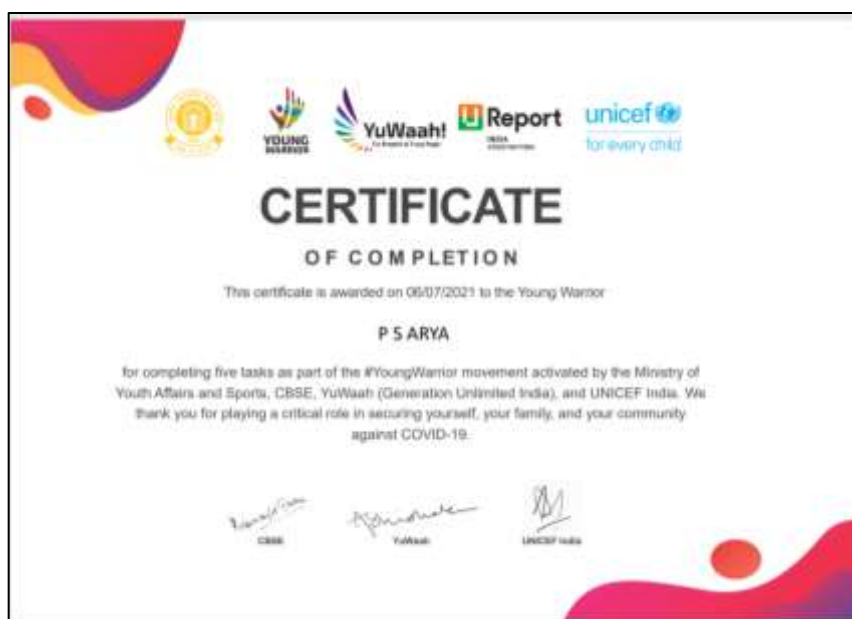 YOUNG
WARRIOR
YuWaah!
U Report
INDIA
unicef
for every child
CERTIFICATE
OF COMPLETION
This certificate is awarded on 06/07/2021 to the Young Warrior
P S ARYA
for completing five tasks as part of the #YoungWarrior movement activated by the Ministry of
Youth Affairs and Sports, CBSE, YuWaah (Generation Unlimited India), and UNICEF India. We
thank you for playing a critical role in securing yourself, your family, and your community
against COVID-19.
CBSE
YuWaah
UNICEF India